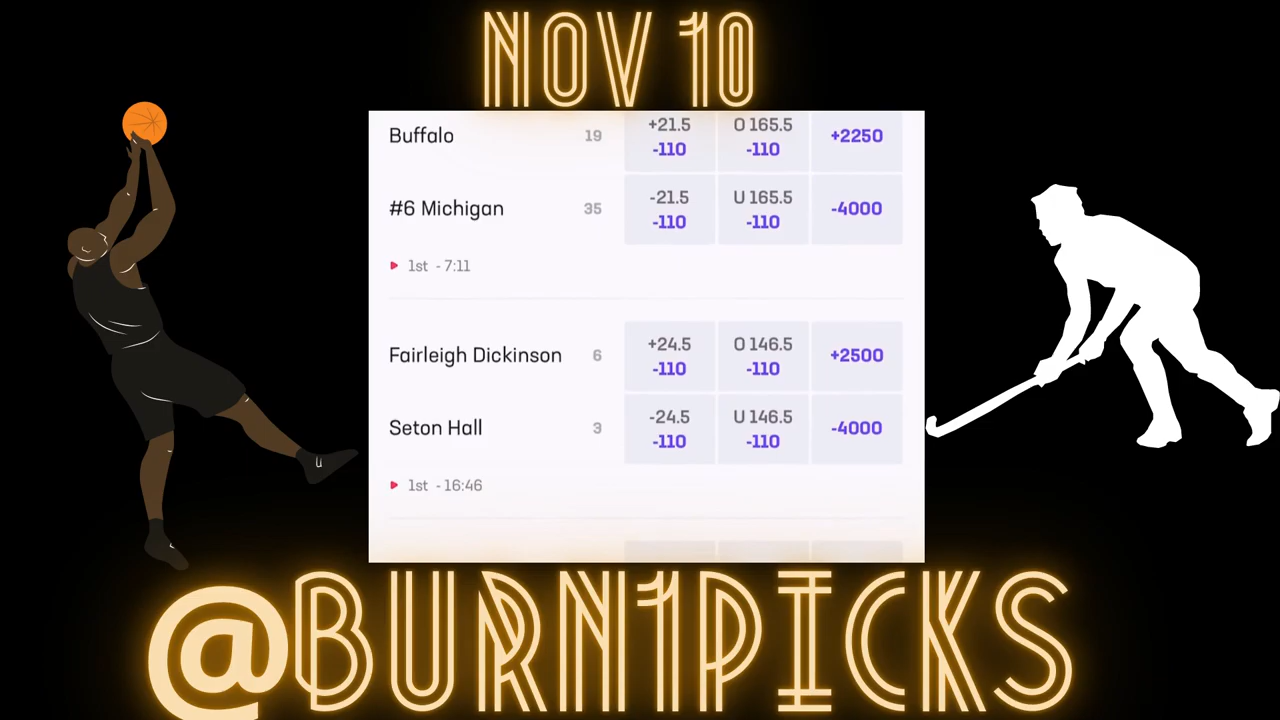 NOV 10
Buffalo 19 +21.5 -110 O 165.5 -110 +2250
#6 Michigan 35 -21.5 -110 U 165.5 -110 -4000
1st - 7:11
Fairleigh Dickinson 6 +24.5 -110 O 146.5 -110 +2500
Seton Hall 3 -24.5 -110 U 146.5 -110 -4000
1st - 16:46
@BURN1PICKS